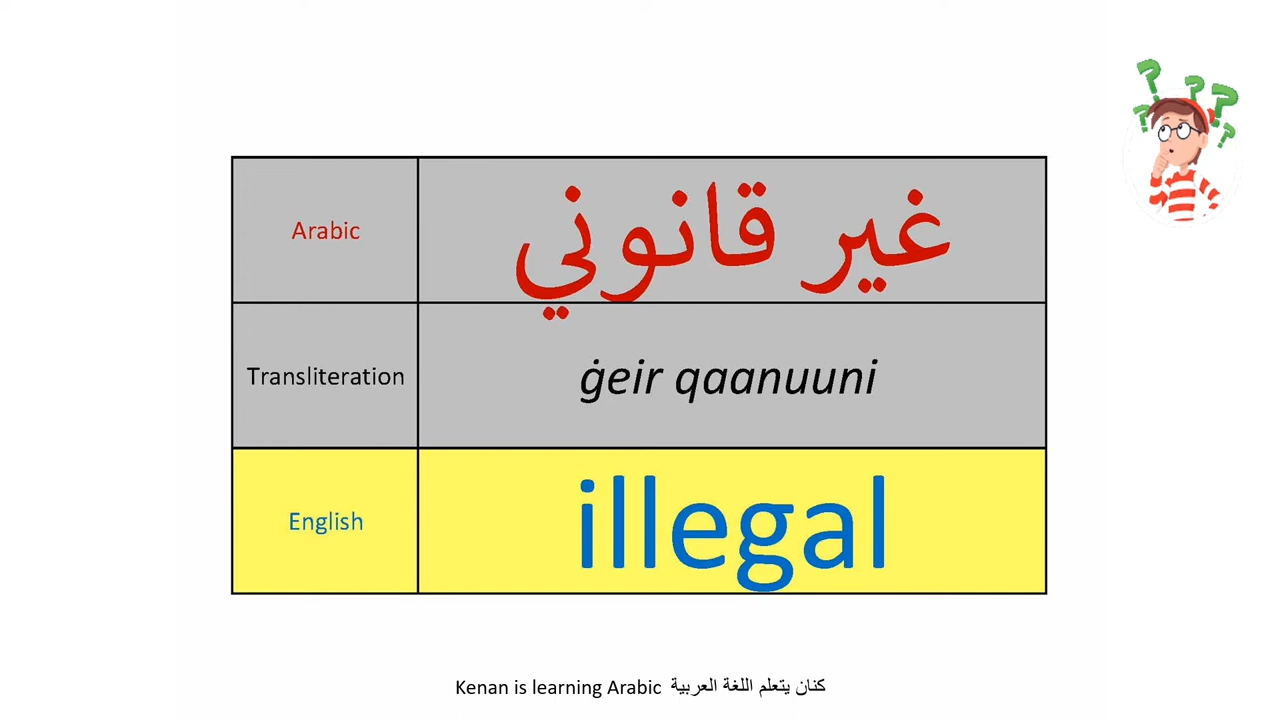 Arabic
غير قانوني
Transliteration
ġeir qaanuuni
English
illegal
Kenan is learning Arabic كنان يتعلم اللغة العربية